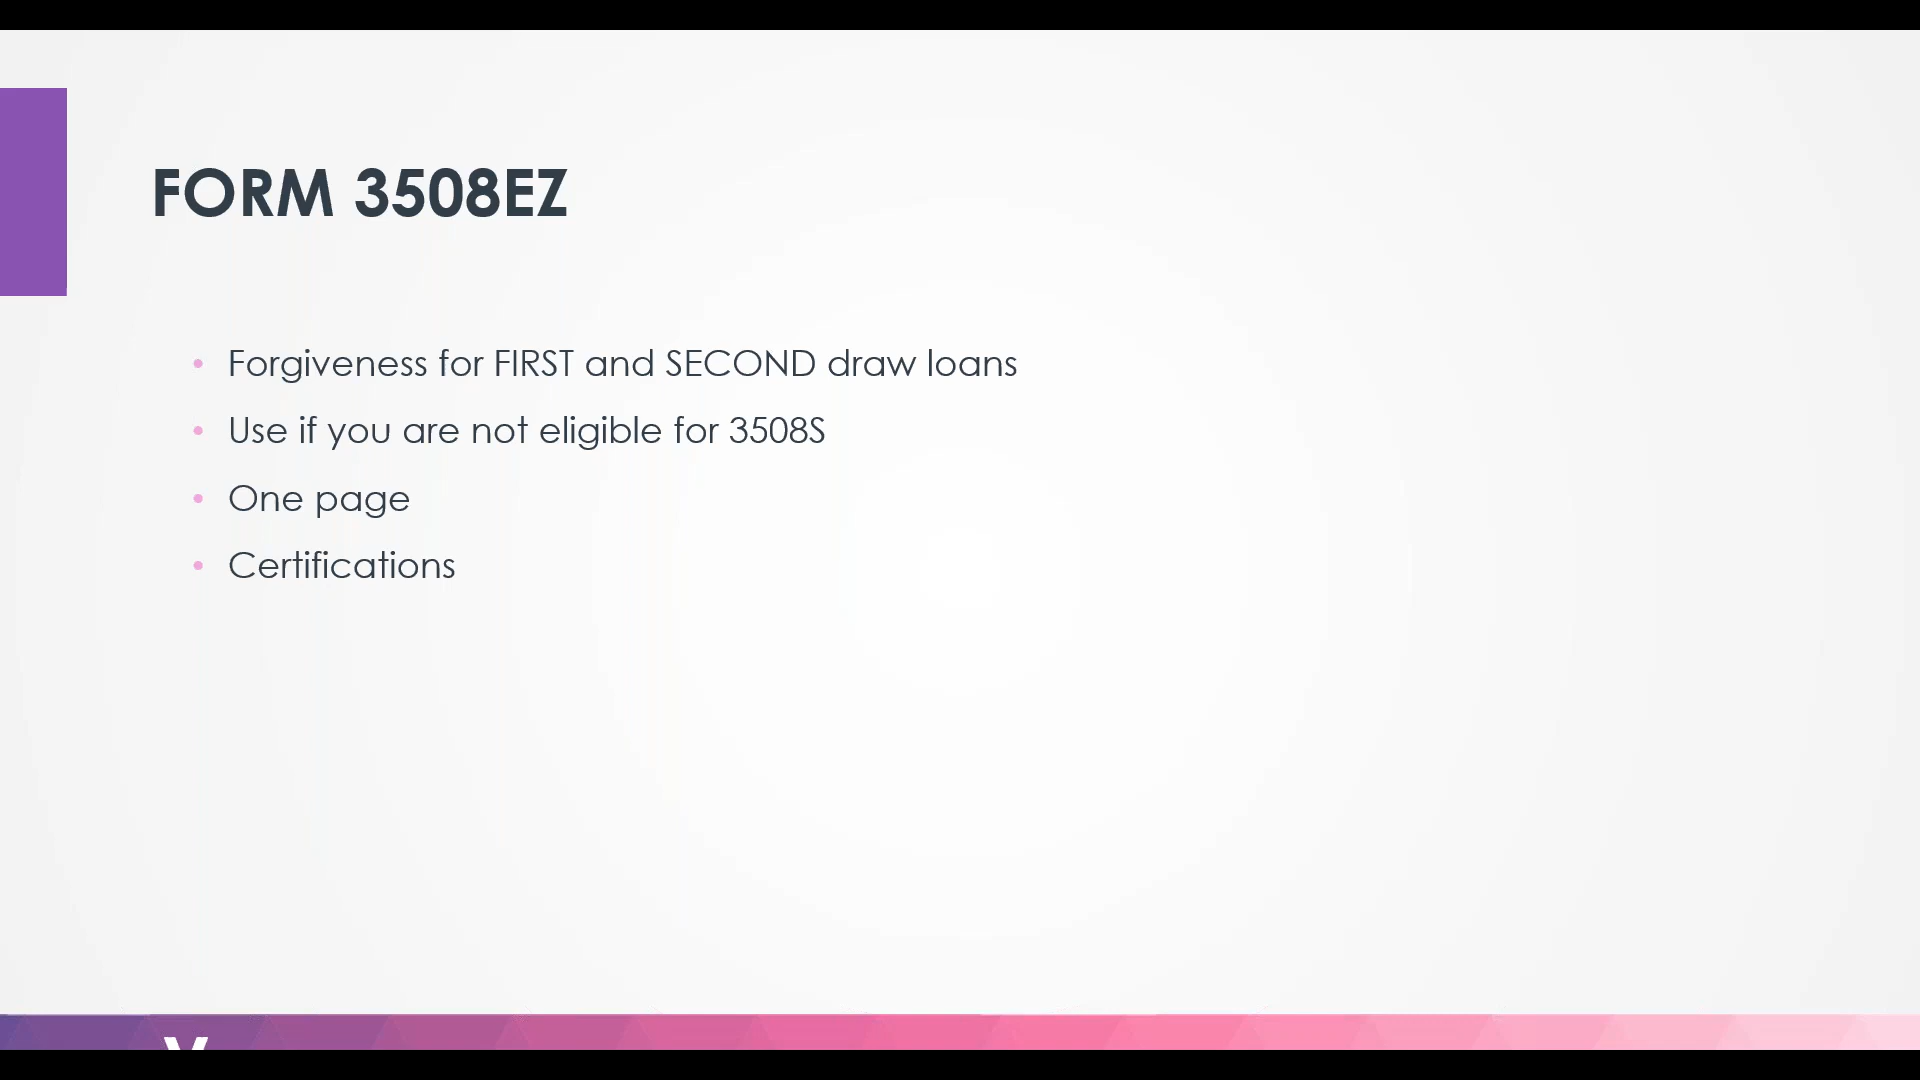 FORM 3508EZ
• Forgiveness for FIRST and SECOND draw loans
• Use if you are not eligible for 3508S
• One page
• Certifications